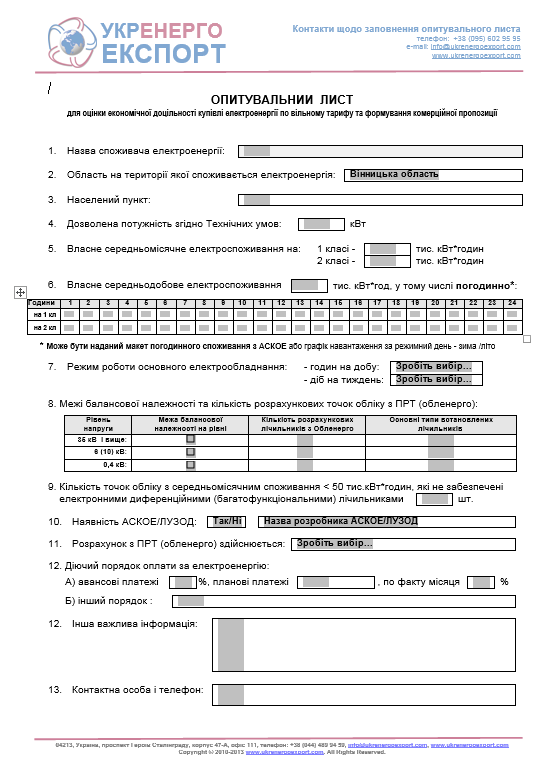 УКРЕНЕРГО
ЕКСПОРТ
Контакти щодо заповнення опитувального листа
телефон: +38 (095) 602 95 95
e-mail: info@ukrenergoexport.com
www.ukrenergoexport.com
ОПИТУВАЛЬНИЙ ЛИСТ
для оцінки економічної доцільності купівлі електроенергії по вільному тарифу та формування комерційної пропозиції
1. Назва споживача електроенергії:
2. Область на території якої споживається електроенергія: Вінницька область
3. Населений пункт:
4. Дозволена потужність згідно Технічних умов: кВт
5. Власне середньомісячне електроспоживання на: 1 класі - тис. кВт*годин
2 класі - тис. кВт*годин
6. Власне середньодобове електроспоживання тис. кВт*год, у тому числі погодинно*:
Години 1 2 3 4 5 6 7 8 9 10 11 12 13 14 15 16 17 18 19 20 21 22 23 24
на 1 кл
на 2 кл
* Може бути наданий макет погодинного споживання з АСКОЕ або графік навантаження за режимний день - зима /літо
7. Режим роботи основного електрообладнання: - годин на добу: Зробіть вибір...
- діб на тиждень: Зробіть вибір...
8. Межі балансової належності та кількість розрахункових точок обліку з ПРТ (обленерго):
Рівень напруги Межа балансової належності на рівні Кількість розрахункових лічильників з Обленерго Основні типи встановлених лічильників
35 кВ і вище:
6 (10) кВ:
0,4 кВ:
9. Кількість точок обліку з середньомісячним споживання < 50 тис.кВт*годин, які не забезпечені
електронними диференційними (багатофункціональними) лічильниками шт.
10. Наявність АСКОЕ/ЛУЗОД: Так/Ні Назва розробника АСКОЕ/ЛУЗОД
11. Розрахунок з ПРТ (обленерго) здійснюється: Зробіть вибір...
12. Діючий порядок оплати за електроенергію:
А) авансові платежі %, планові платежі , по факту місяця %
Б) інший порядок :
12. Інша важлива інформація:
13. Контактна особа і телефон:
04213, Україна, проспект Героїв Сталінграду, корпус 47-А, офіс 111, телефон: +38 (044) 489 94 59, info@ukrenergoexport.com, www.ukrenergoexport.com
Copyright © 2010-2013 www.ukrenergoexport.com. All Rights Reserved.